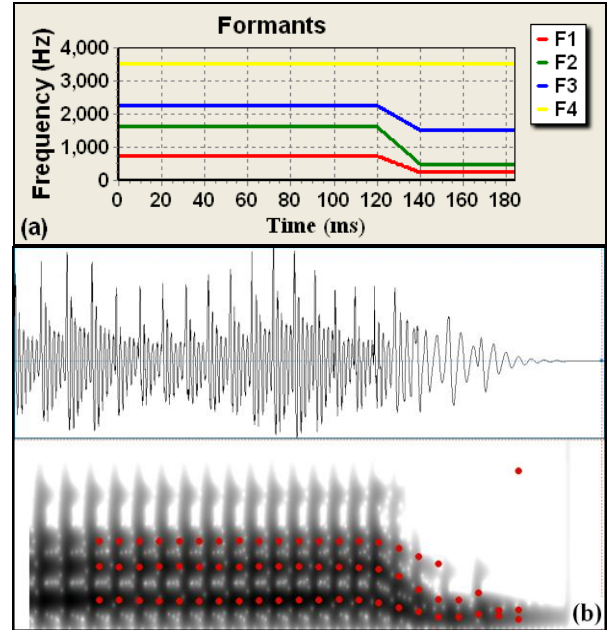 Formants
Frequency (Hz)
4,000
3,000
2,000
1,000
0
0 20 40 60 80 100 120 140 160 180
Time (ms)
F1
F2
F3
F4
(a)
(b)